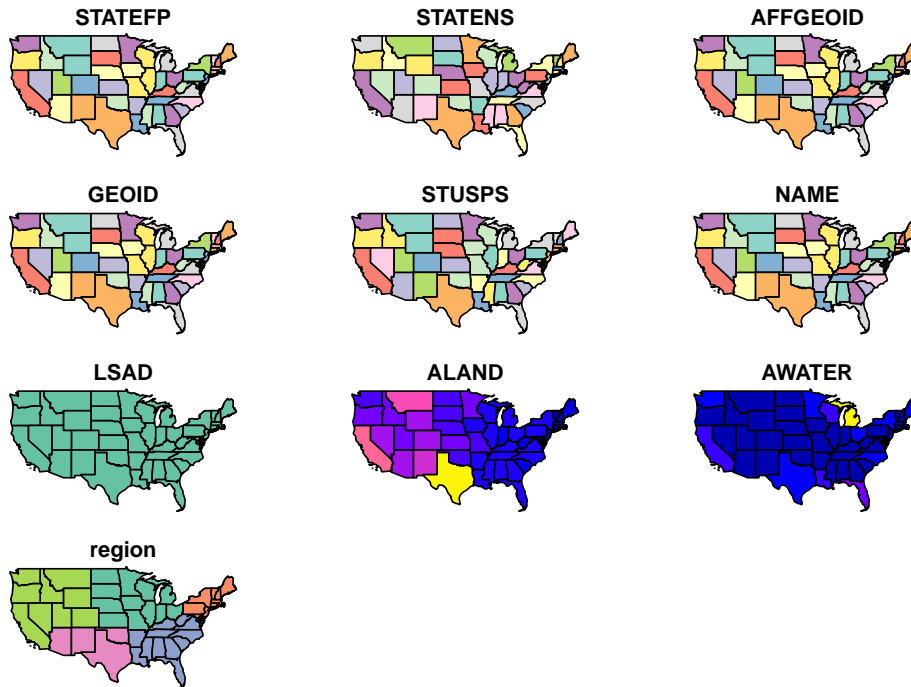 STATEFP
STATENS
AFFGEOID
GEOID
STUSPS
NAME
LSAD
ALAND
AWATER
region